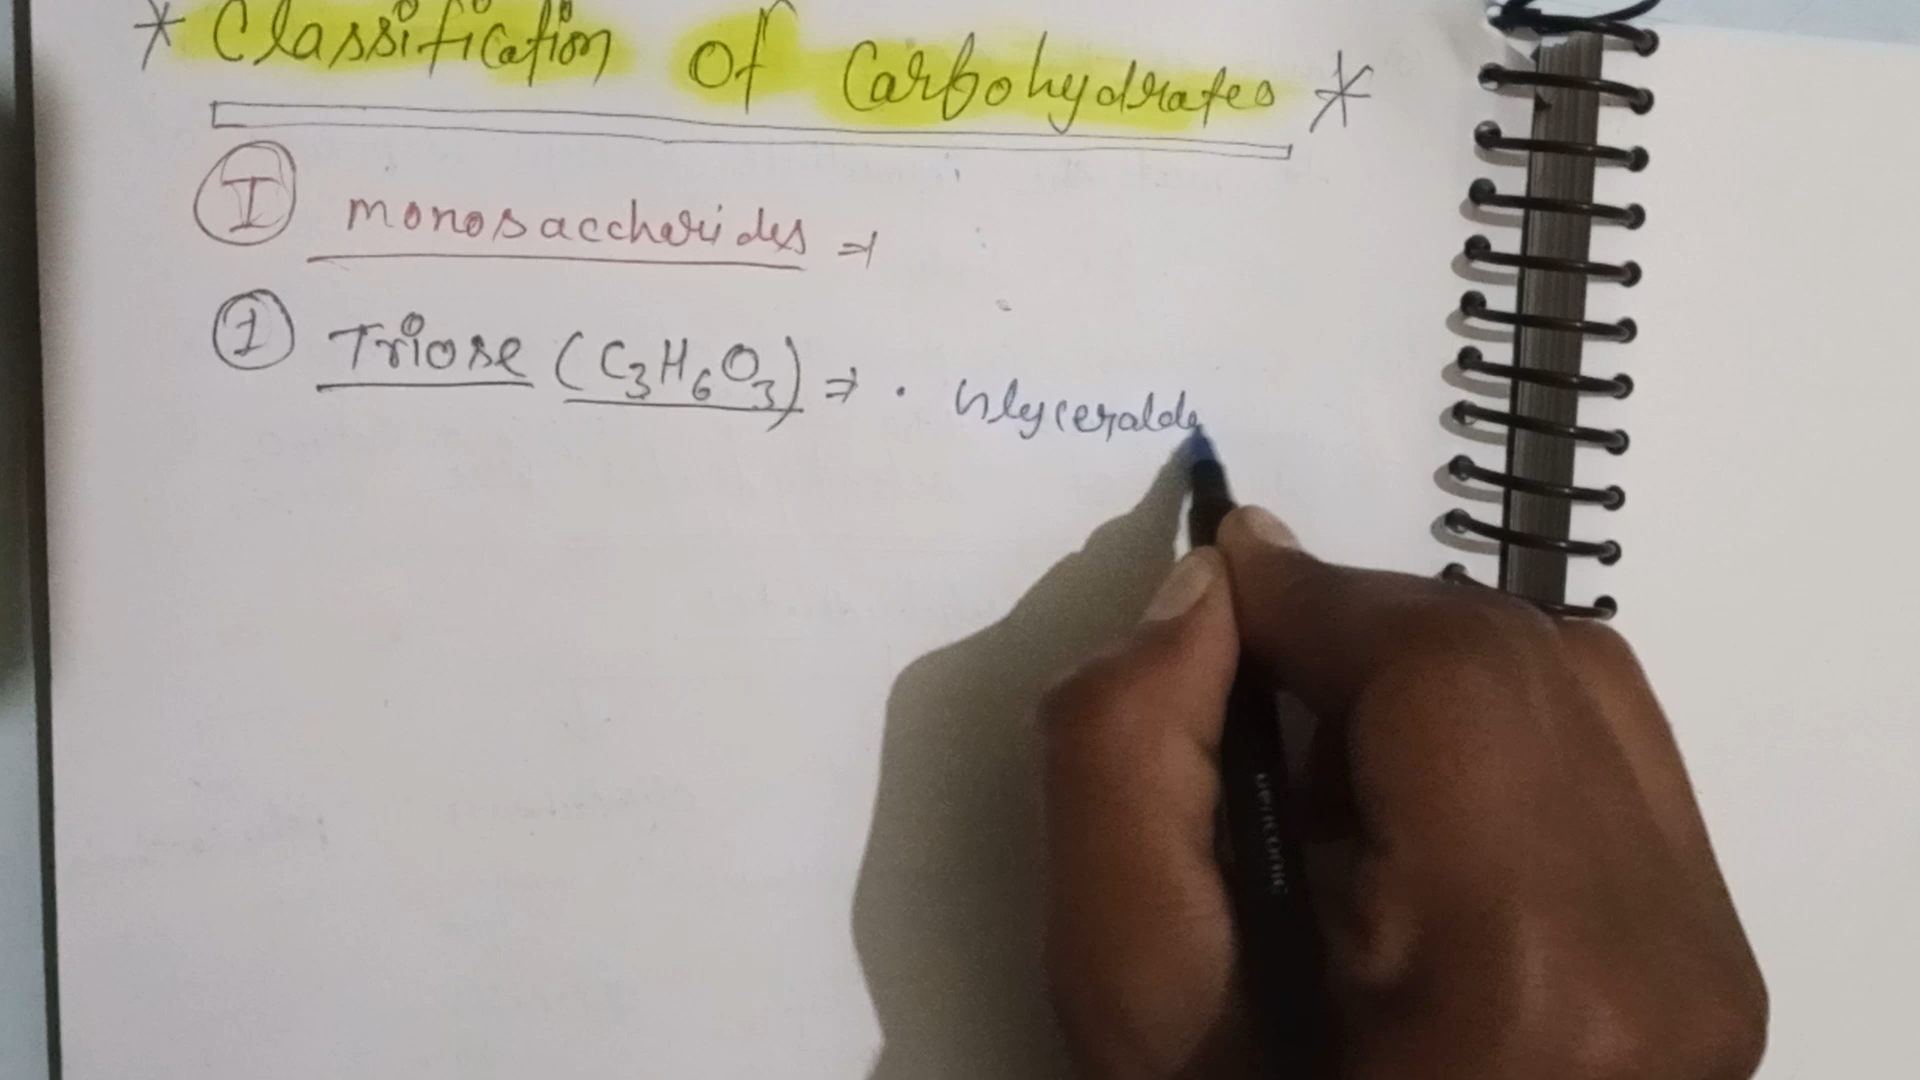 * Classification of Carbohydrates *
I monosaccharides ⇒
1 Triose (C₃H₆O₃) ⇒ • Glyceralde